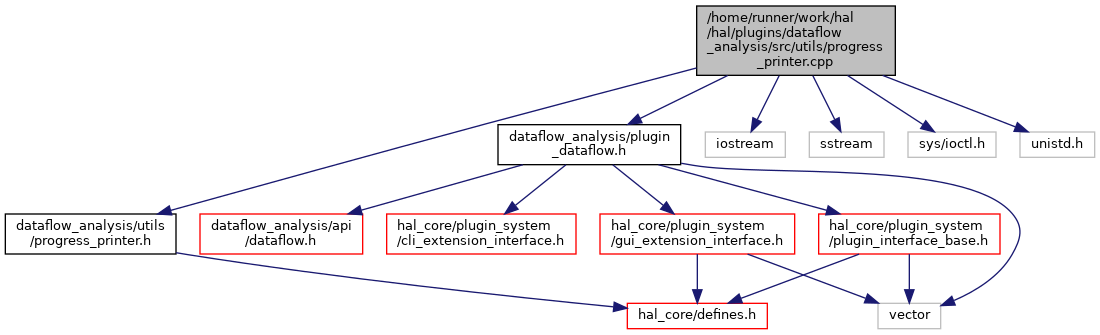 /home/runner/work/hal
/hal/plugins/dataflow
_analysis/src/utils/progress
_printer.cpp
dataflow_analysis/plugin
_dataflow.h
iostream
sstream
sys/ioctl.h
unistd.h
dataflow_analysis/utils
/progress_printer.h
dataflow_analysis/api
/dataflow.h
hal_core/plugin_system
/cli_extension_interface.h
hal_core/plugin_system
/gui_extension_interface.h
hal_core/plugin_system
/plugin_interface_base.h
hal_core/defines.h
vector